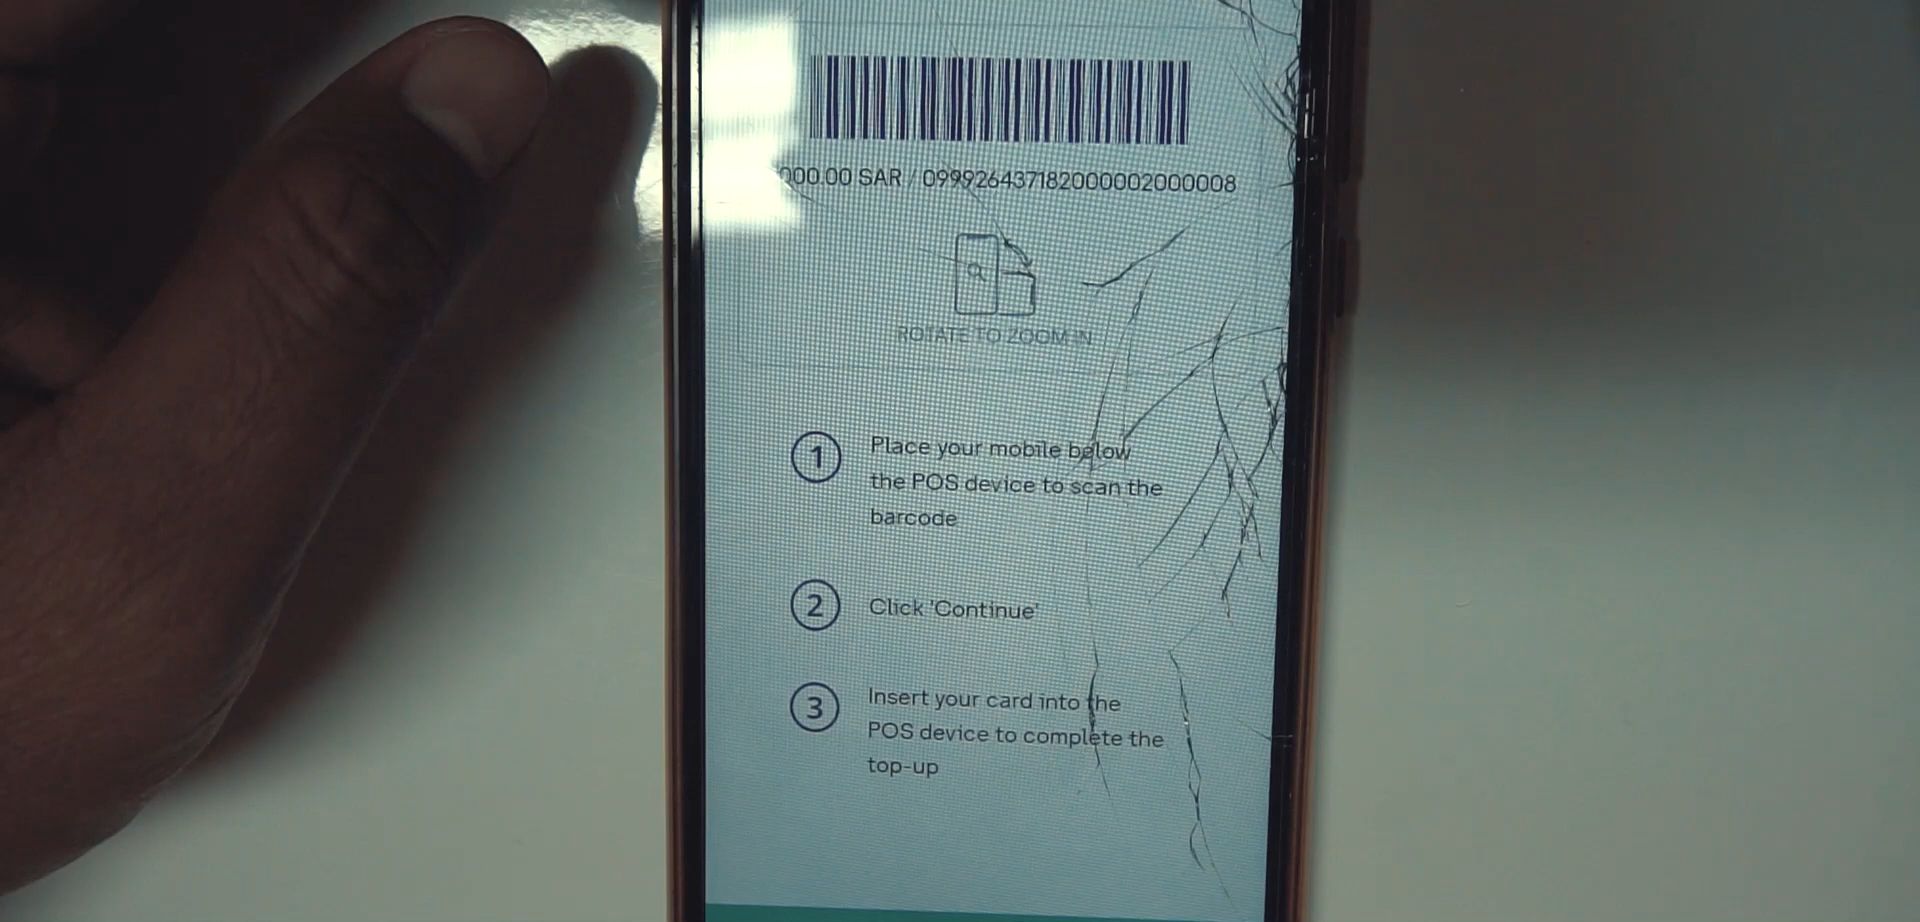 000.00 SAR / 0999264371820000002000008
ROTATE TO ZOOM IN
1 Place your mobile below
the POS device to scan the
barcode
2 Click 'Continue'
3 Insert your card into the
POS device to complete the
top-up